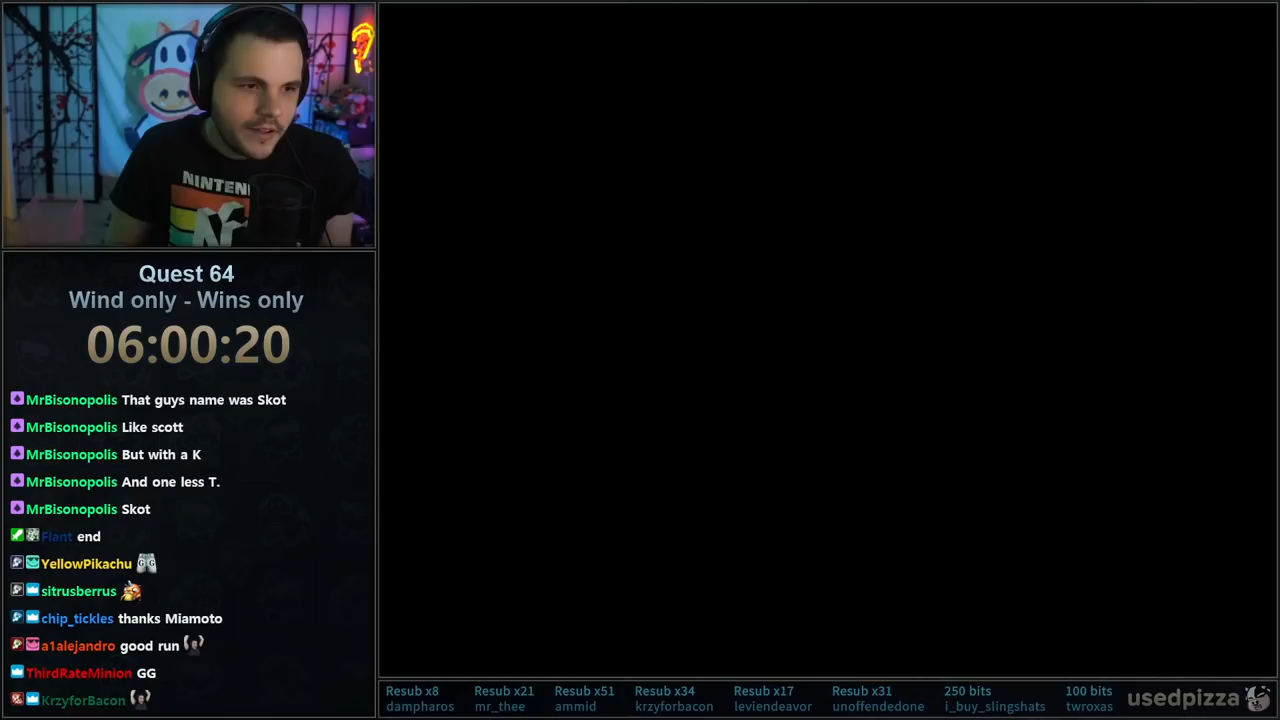 NINTEN
N
Quest 64
Wind only - Wins only
06:00:20
MrBisonopolis That guys name was Skot
MrBisonopolis Like scott
MrBisonopolis But with a K
MrBisonopolis And one less T.
MrBisonopolis Skot
Flant end
YellowPikachu
sitrusberrus
chip_tickles thanks Miamoto
a1alejandro good run
ThirdRateMinion GG
KrzyforBacon
Resub x8 Resub x21 Resub x51 Resub x34 Resub x17 Resub x31 250 bits 100 bits
dampharos mr_thee ammid krzyforbacon leviendeavor unoffendedone i_buy_slingshats twroxas
usedpizza